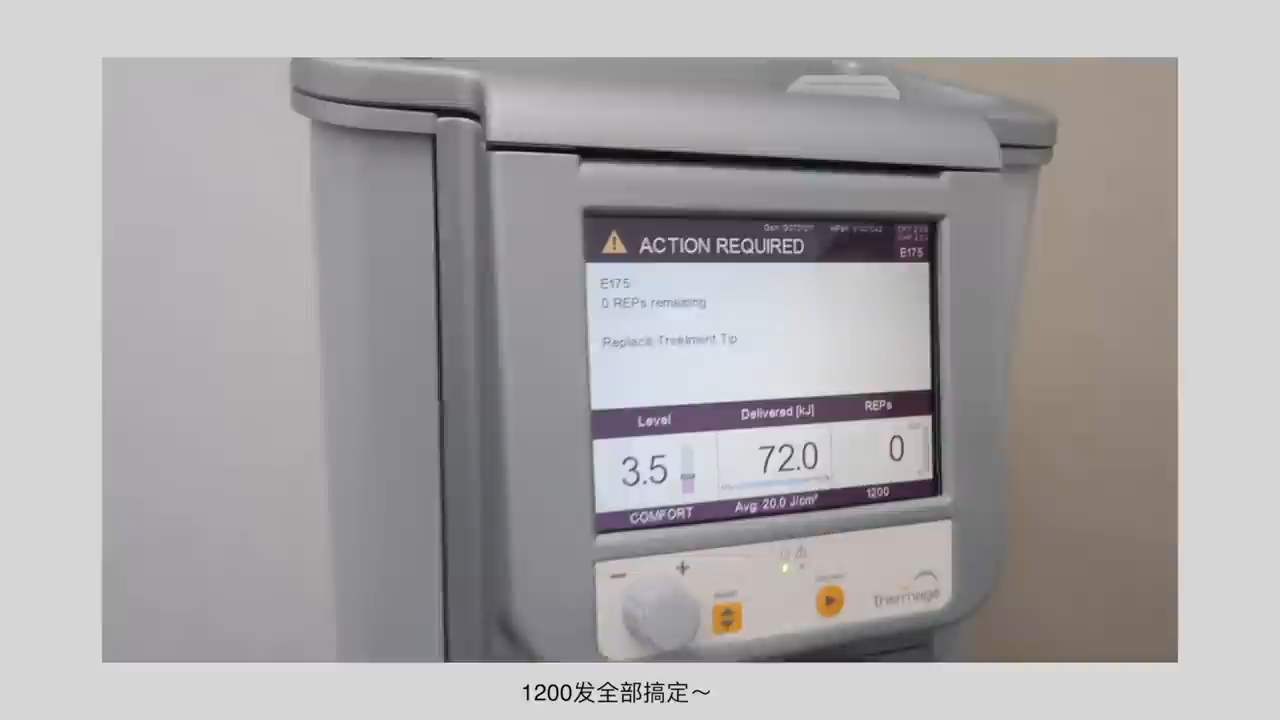 ACTION REQUIRED
E175
E175
0 REPs remaining
Replace Treatment Tip
Level
Delivered [kJ]
REPs
3.5
72.0
0
COMFORT
Avg: 20.0 J/cm²
1200
− +
Thermage
1200发全部搞定～